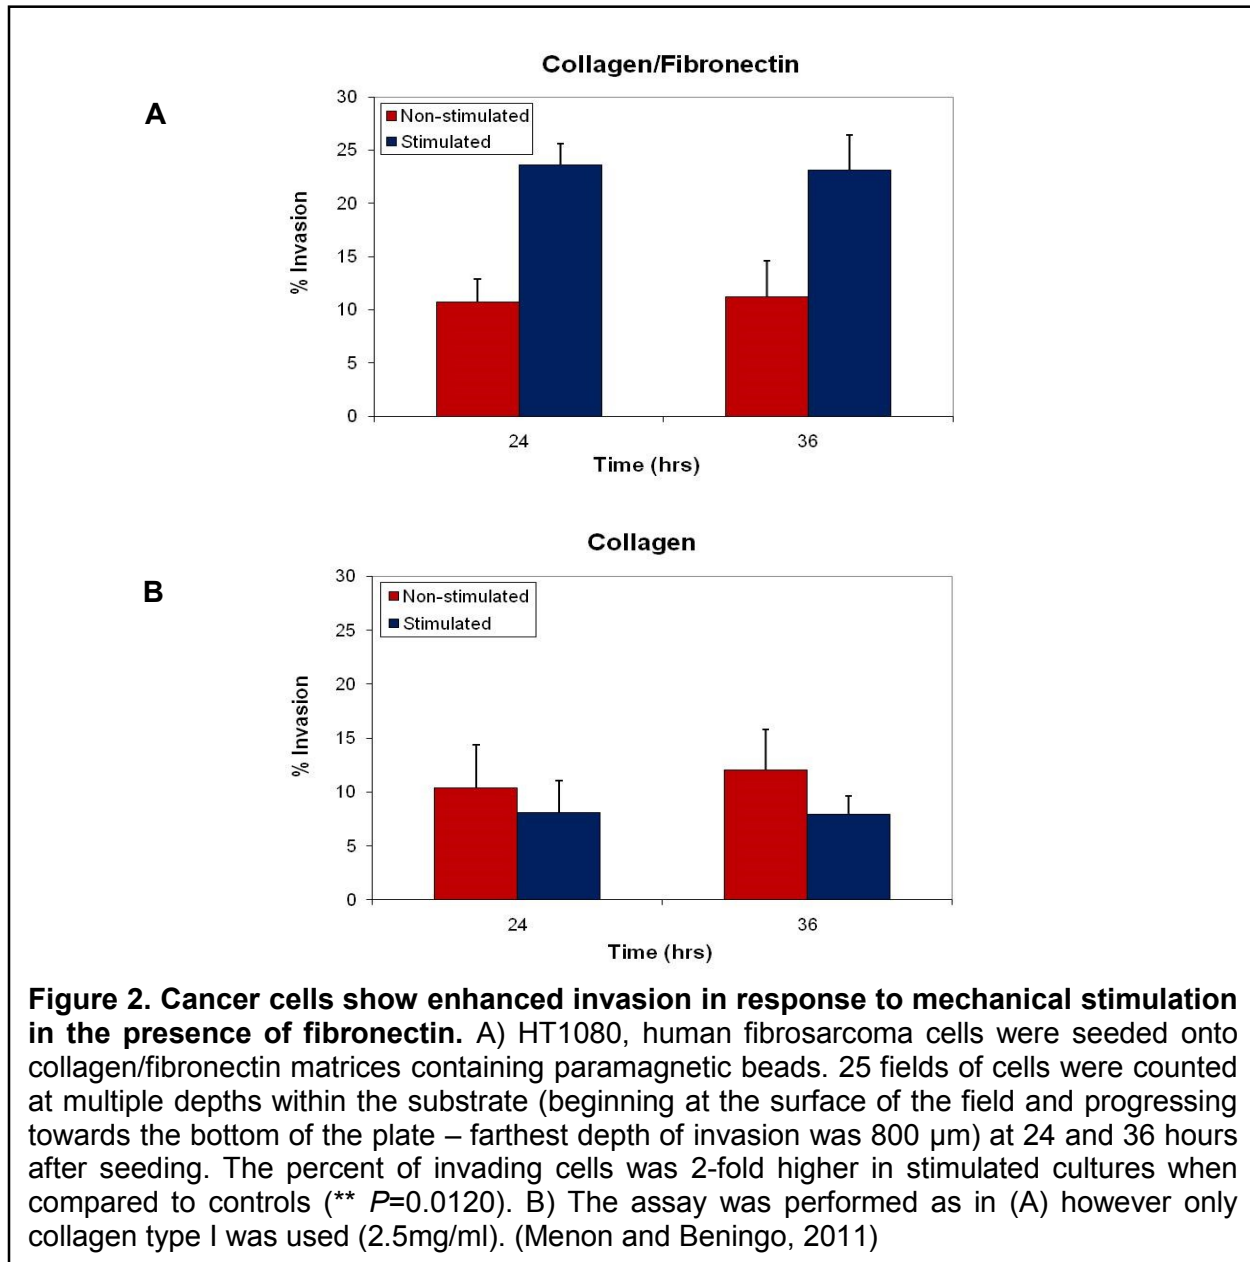 Collagen/Fibronectin
A
30
25
20
15
10
5
0
% Invasion
Non-stimulated
Stimulated
24
36
Time (hrs)
Collagen
B
30
25
20
15
10
5
0
% Invasion
Non-stimulated
Stimulated
24
36
Time (hrs)
Figure 2. Cancer cells show enhanced invasion in response to mechanical stimulation
in the presence of fibronectin. A) HT1080, human fibrosarcoma cells were seeded onto
collagen/fibronectin matrices containing paramagnetic beads. 25 fields of cells were counted
at multiple depths within the substrate (beginning at the surface of the field and progressing
towards the bottom of the plate – farthest depth of invasion was 800 µm) at 24 and 36 hours
after seeding. The percent of invading cells was 2-fold higher in stimulated cultures when
compared to controls (** P=0.0120). B) The assay was performed as in (A) however only
collagen type I was used (2.5mg/ml). (Menon and Beningo, 2011)